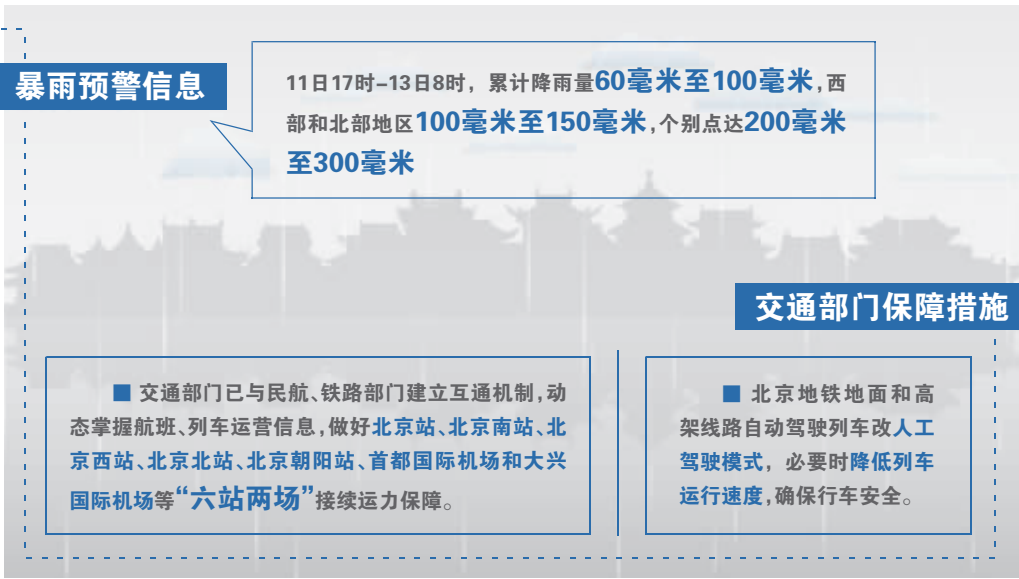 暴雨预警信息
11日17时–13日8时，累计降雨量60毫米至100毫米，西
部和北部地区100毫米至150毫米，个别点达200毫米
至300毫米
交通部门保障措施
■ 交通部门已与民航、铁路部门建立互通机制，动
态掌握航班、列车运营信息，做好北京站、北京南站、北
京西站、北京北站、北京朝阳站、首都国际机场和大兴
国际机场等“六站两场”接续运力保障。
■ 北京地铁地面和高
架线路自动驾驶列车改人工
驾驶模式，必要时降低列车
运行速度，确保行车安全。